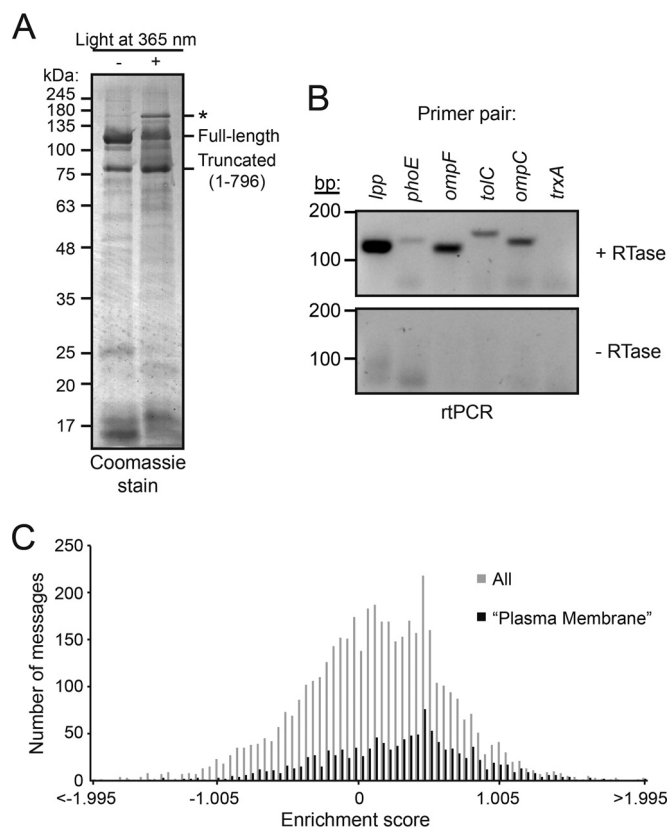 A
Light at 365 nm
- +
kDa:
245
180
135
100
75
63
48
35
25
20
17
*
Full-length
Truncated
(1-796)
Coomassie
stain
B
Primer pair:
bp:
lpp
phoE
ompF
tolC
ompC
trxA
200
100
+ RTase
200
100
- RTase
rtPCR
C
Number of messages
250
200
150
100
50
0
All
“Plasma Membrane”
<-1.995 -1.005 0 1.005 >1.995
Enrichment score